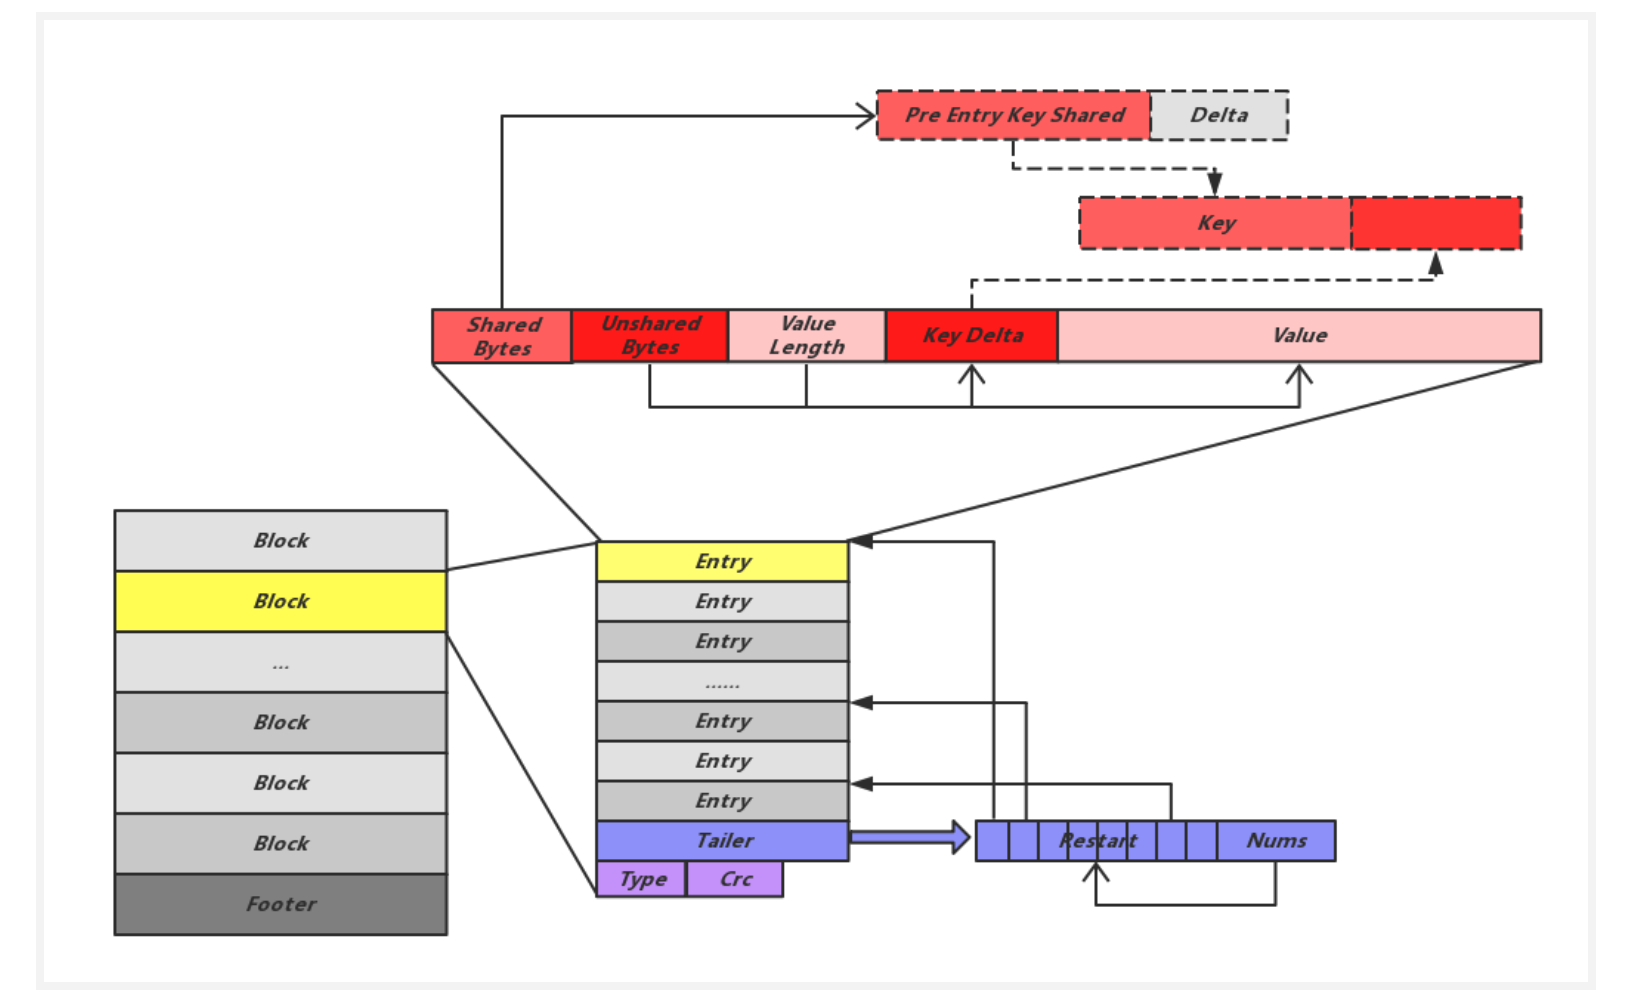 Pre Entry Key Shared
Delta
Key
Shared
Bytes
Unshared
Bytes
Value
Length
Key Delta
Value
Block
Block
...
Block
Block
Block
Footer
Entry
Entry
Entry
......
Entry
Entry
Entry
Tailer
Type
Crc
Restart
Nums